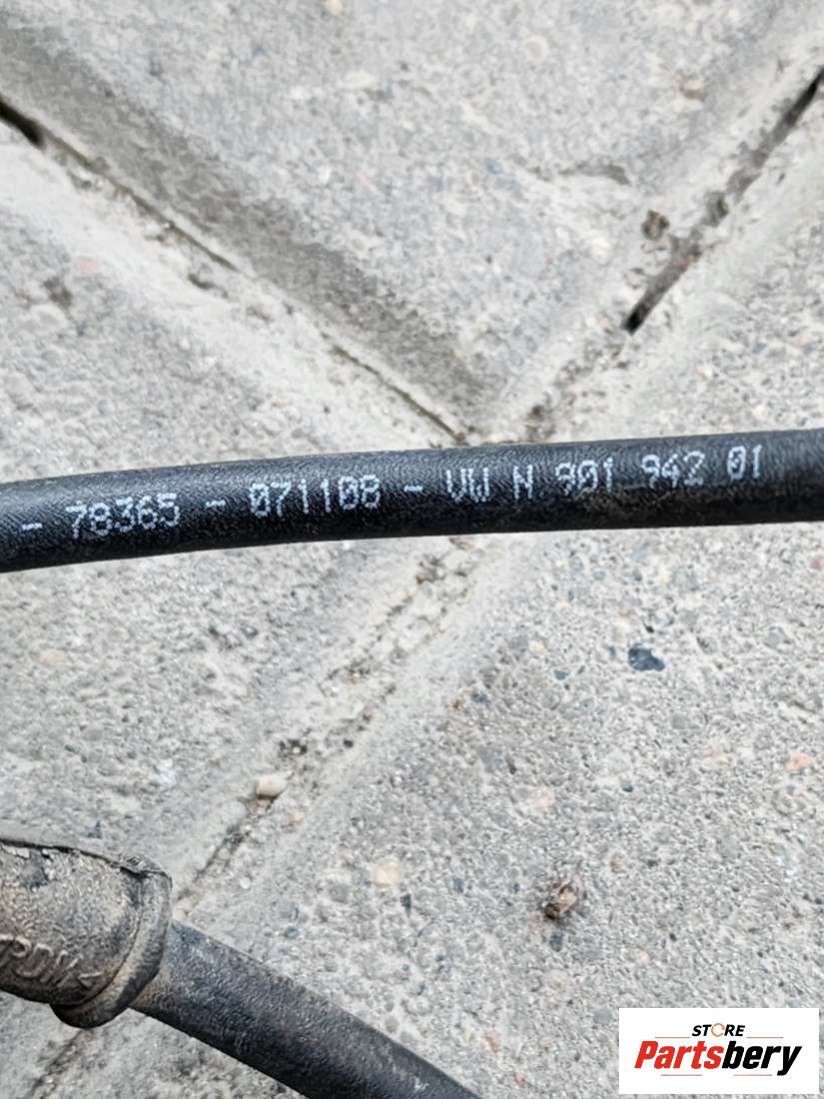 - 78365 - 071108 - VW N 901 942 01
STORE
Partsbery